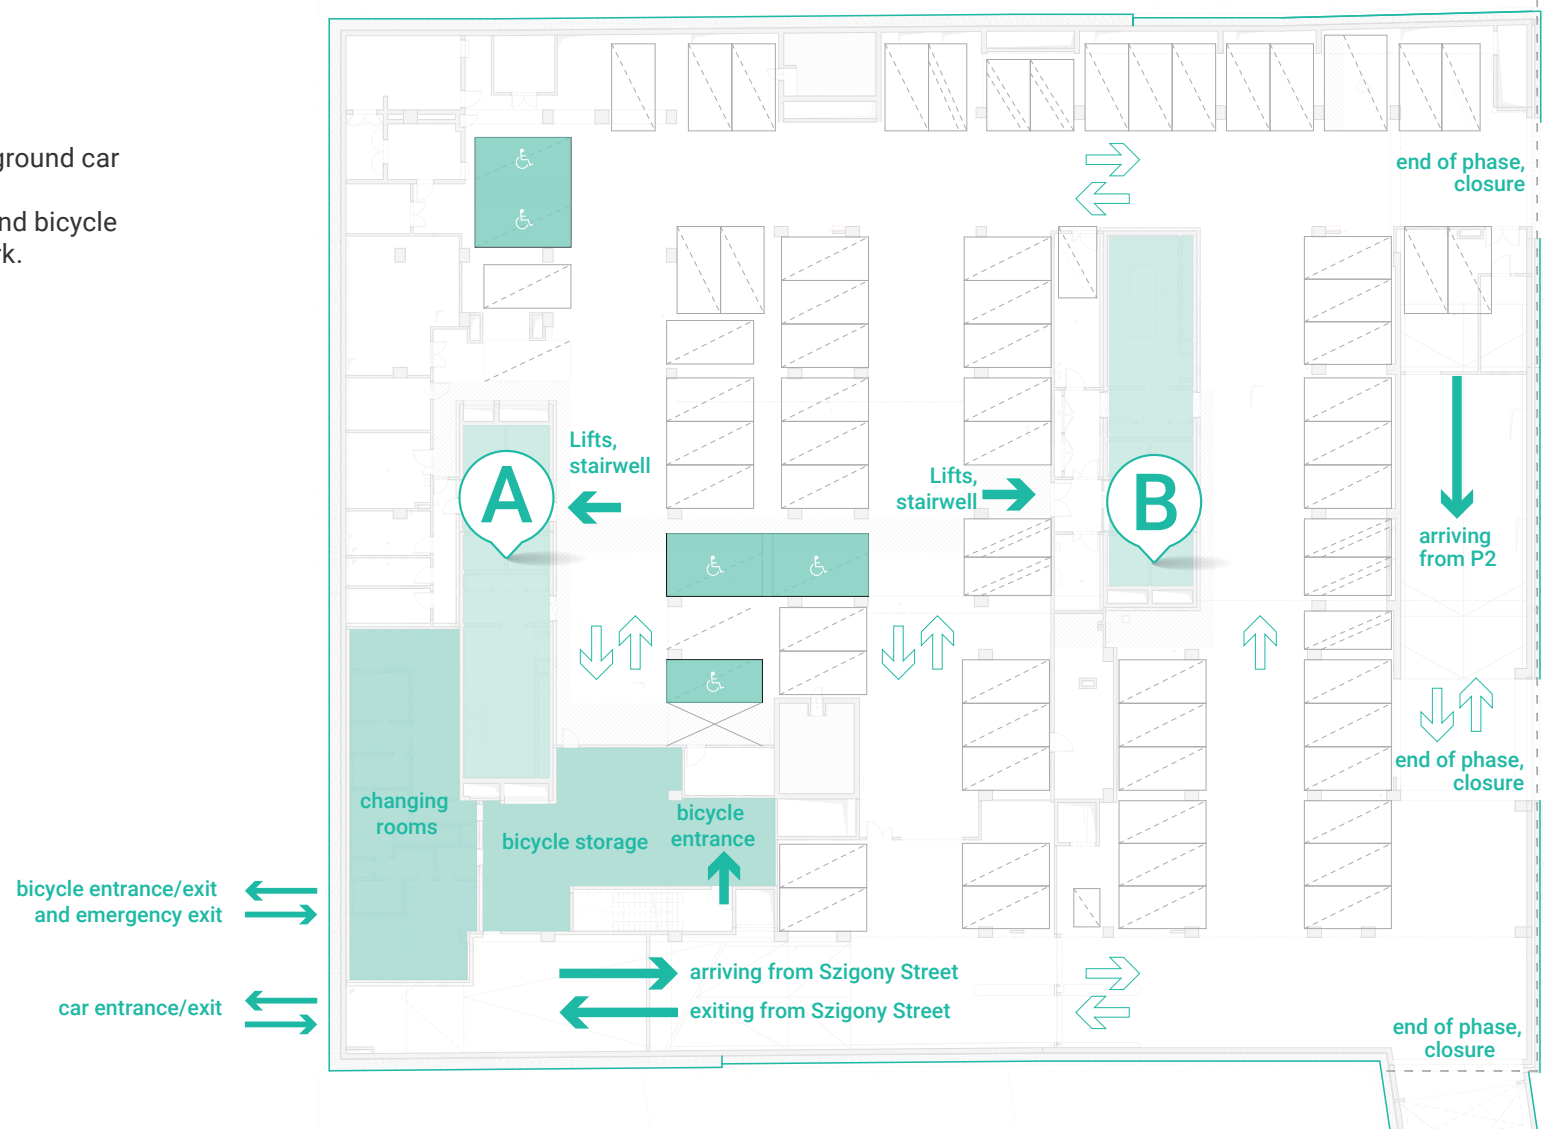 ground car
nd bicycle
rk.
end of phase,
closure
Lifts,
stairwell
A
Lifts,
stairwell
B
arriving
from P2
end of phase,
closure
changing
rooms
bicycle storage
bicycle
entrance
bicycle entrance/exit
and emergency exit
arriving from Szigony Street
car entrance/exit
exiting from Szigony Street
end of phase,
closure